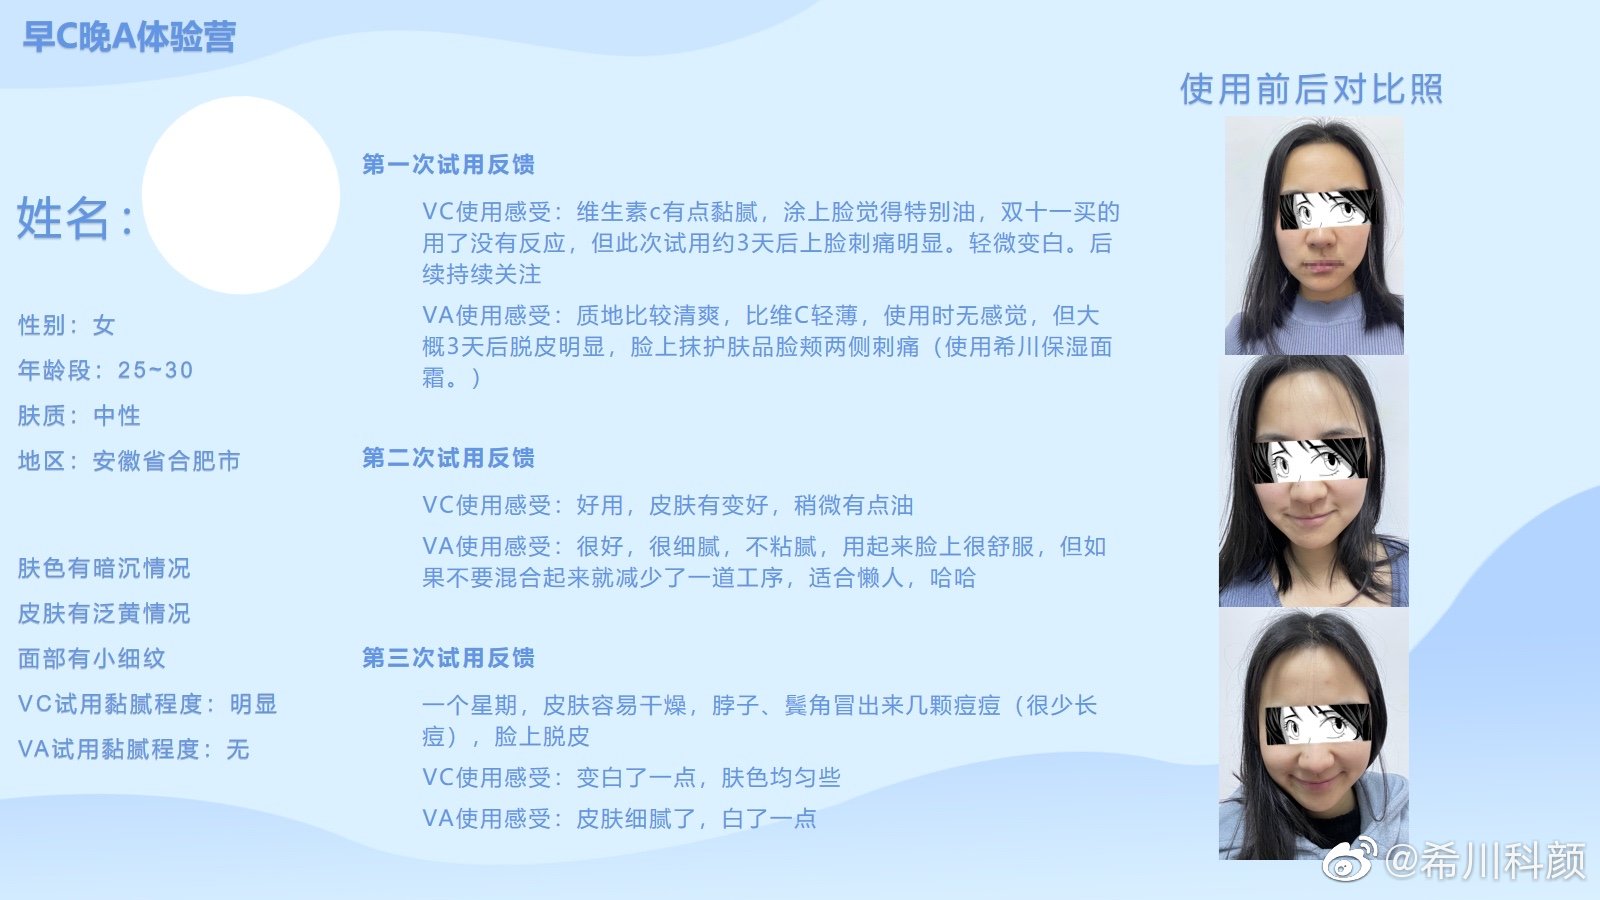 早C晚A体验营
使用前后对比照
姓名：
性别：女
年龄段：25~30
肤质：中性
地区：安徽省合肥市
肤色有暗沉情况
皮肤有泛黄情况
面部有小细纹
VC试用黏腻程度：明显
VA试用黏腻程度：无
第一次试用反馈
VC使用感受：维生素c有点黏腻，涂上脸觉得特别油，双十一买的
用了没有反应，但此次试用约3天后上脸刺痛明显。轻微变白。后
续持续关注
VA使用感受：质地比较清爽，比维C轻薄，使用时无感觉，但大
概3天后脱皮明显，脸上抹护肤品脸颊两侧刺痛（使用希川保湿面
霜。）
第二次试用反馈
VC使用感受：好用，皮肤有变好，稍微有点油
VA使用感受：很好，很细腻，不粘腻，用起来脸上很舒服，但如
果不要混合起来就减少了一道工序，适合懒人，哈哈
第三次试用反馈
一个星期，皮肤容易干燥，脖子、鬓角冒出来几颗痘痘（很少长
痘），脸上脱皮
VC使用感受：变白了一点，肤色均匀些
VA使用感受：皮肤细腻了，白了一点
@希川科颜